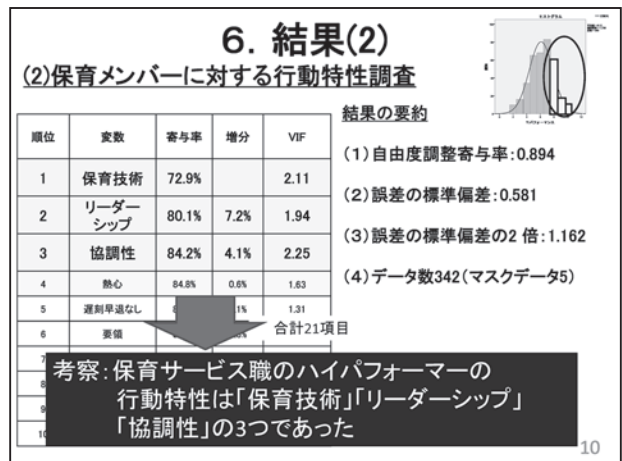 6. 結果(2)
(2)保育メンバーに対する行動特性調査
ヒストグラム
結果の要約
順位 変数 寄与率 増分 VIF
1 保育技術 72.9% 2.11
2 リーダーシップ 80.1% 7.2% 1.94
3 協調性 84.2% 4.1% 2.25
4 熱心 84.8% 0.6% 1.63
5 遅刻早退なし 1.31
6 要領
7
8
9
10
(1)自由度調整寄与率:0.894
(2)誤差の標準偏差:0.581
(3)誤差の標準偏差の2 倍:1.162
(4)データ数342(マスクデータ5)
合計21項目
考察:保育サービス職のハイパフォーマーの
行動特性は「保育技術」「リーダーシップ」
「協調性」の3つであった
10